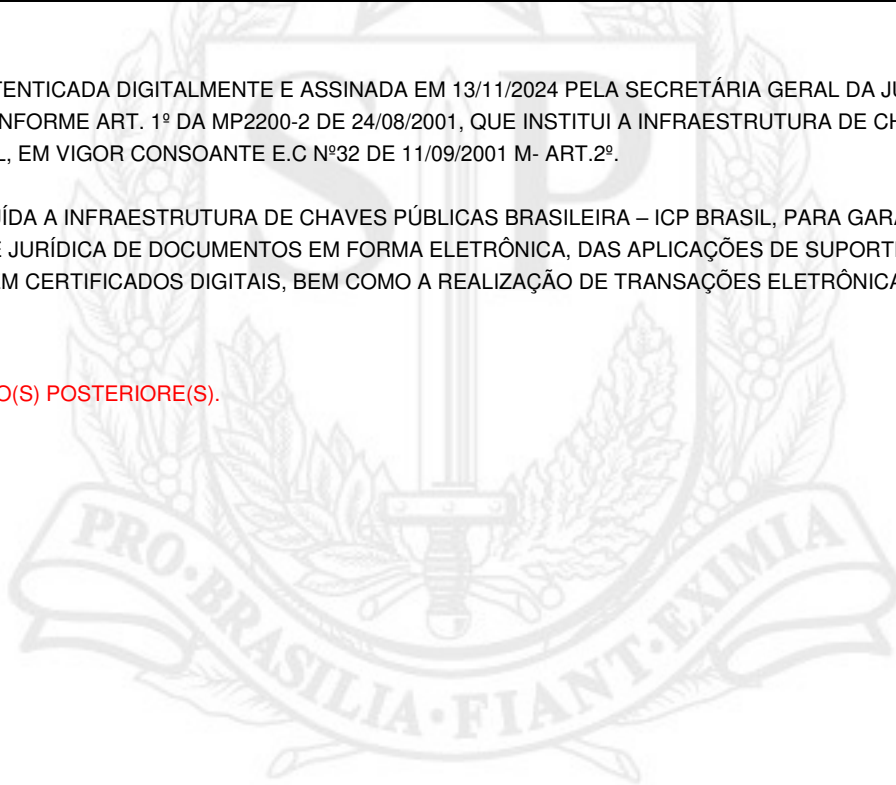 TENTICADA DIGITALMENTE E ASSINADA EM 13/11/2024 PELA SECRETÁRIA GERAL DA JU
NFORME ART. 1º DA MP2200-2 DE 24/08/2001, QUE INSTITUI A INFRAESTRUTURA DE CH
L, EM VIGOR CONSOANTE E.C Nº32 DE 11/09/2001 M- ART.2º.
UÍDA A INFRAESTRUTURA DE CHAVES PÚBLICAS BRASILEIRA – ICP BRASIL, PARA GARA
E JURÍDICA DE DOCUMENTOS EM FORMA ELETRÔNICA, DAS APLICAÇÕES DE SUPORTE
EM CERTIFICADOS DIGITAIS, BEM COMO A REALIZAÇÃO DE TRANSAÇÕES ELETRÔNICA
O(S) POSTERIORE(S).
SP
PRO·BRASILIA·FIANT·EXIMIA